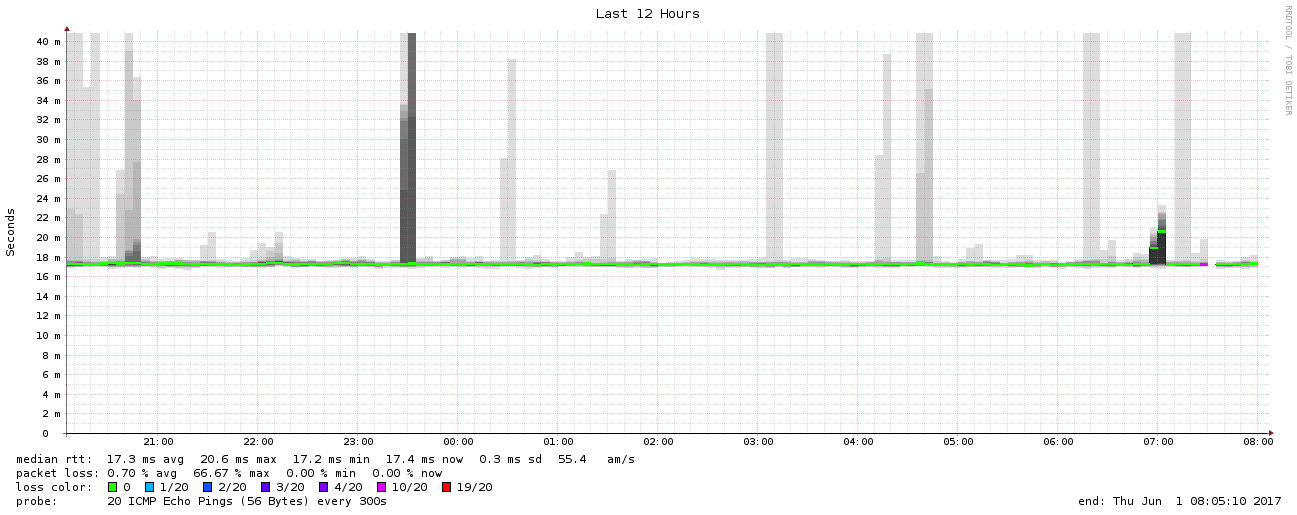 Last 12 Hours
RRDTOOL / TOBI OETIKER
Seconds
40 m
38 m
36 m
34 m
32 m
30 m
28 m
26 m
24 m
22 m
20 m
18 m
16 m
14 m
12 m
10 m
8 m
6 m
4 m
2 m
0
21:00 22:00 23:00 00:00 01:00 02:00 03:00 04:00 05:00 06:00 07:00 08:00
median rtt: 17.3 ms avg 20.6 ms max 17.2 ms min 17.4 ms now 0.3 ms sd 55.4 am/s
packet loss: 0.70 % avg 66.67 % max 0.00 % min 0.00 % now
loss color: 0 1/20 2/20 3/20 4/20 10/20 19/20
probe: 20 ICMP Echo Pings (56 Bytes) every 300s end: Thu Jun 1 08:05:10 2017